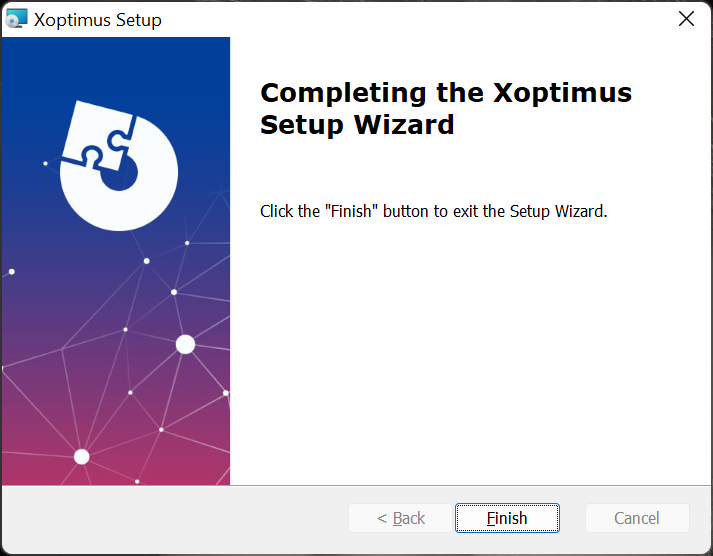 Xoptimus Setup
Completing the Xoptimus
Setup Wizard
Click the "Finish" button to exit the Setup Wizard.
< Back
Finish
Cancel